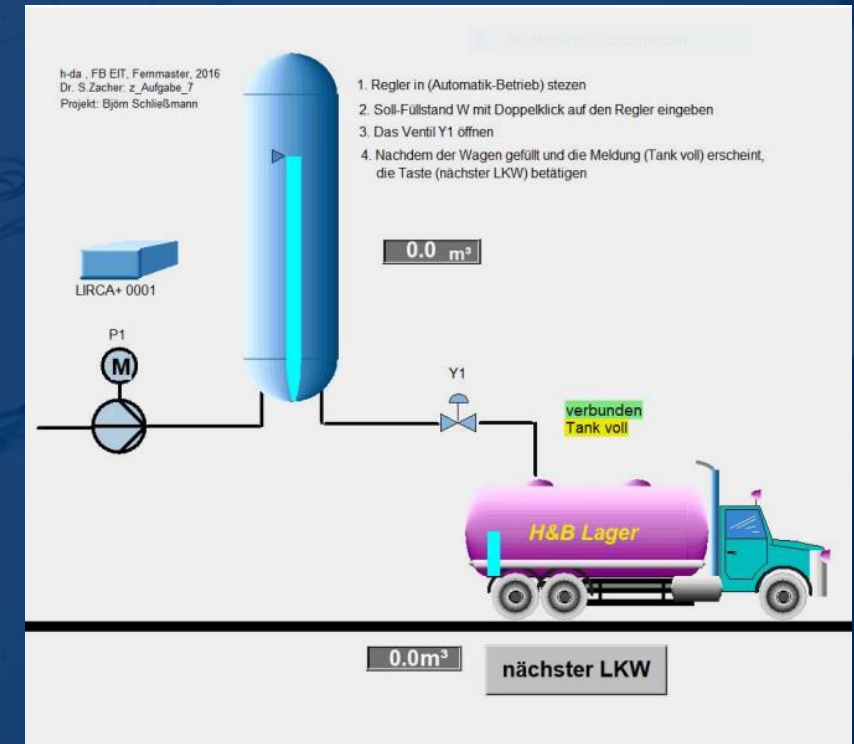 h-da , FB EIT, Fernmaster, 2016
Dr. S.Zacher: z_Aufgabe_7
Projekt: Björn Schließmann
1. Regler in (Automatik-Betrieb) stezen
2. Soll-Füllstand W mit Doppelklick auf den Regler eingeben
3. Das Ventil Y1 öffnen
4. Nachdem der Wagen gefüllt und die Meldung (Tank voll) erscheint,
die Taste (nächster LKW) betätigen
0.0 m³
LIRCA+ 0001
P1
M
Y1
verbunden
Tank voll
H&B Lager
0.0m³
nächster LKW